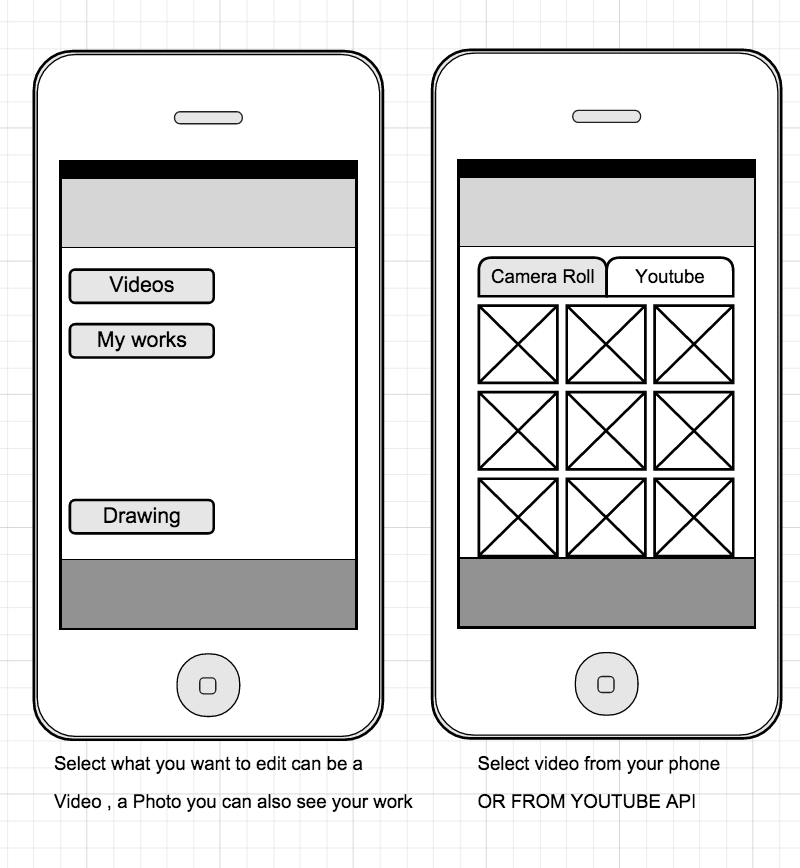 Videos
My works
Drawing
Camera Roll
Youtube
Select what you want to edit can be a
Video , a Photo you can also see your work
Select video from your phone
OR FROM YOUTUBE API